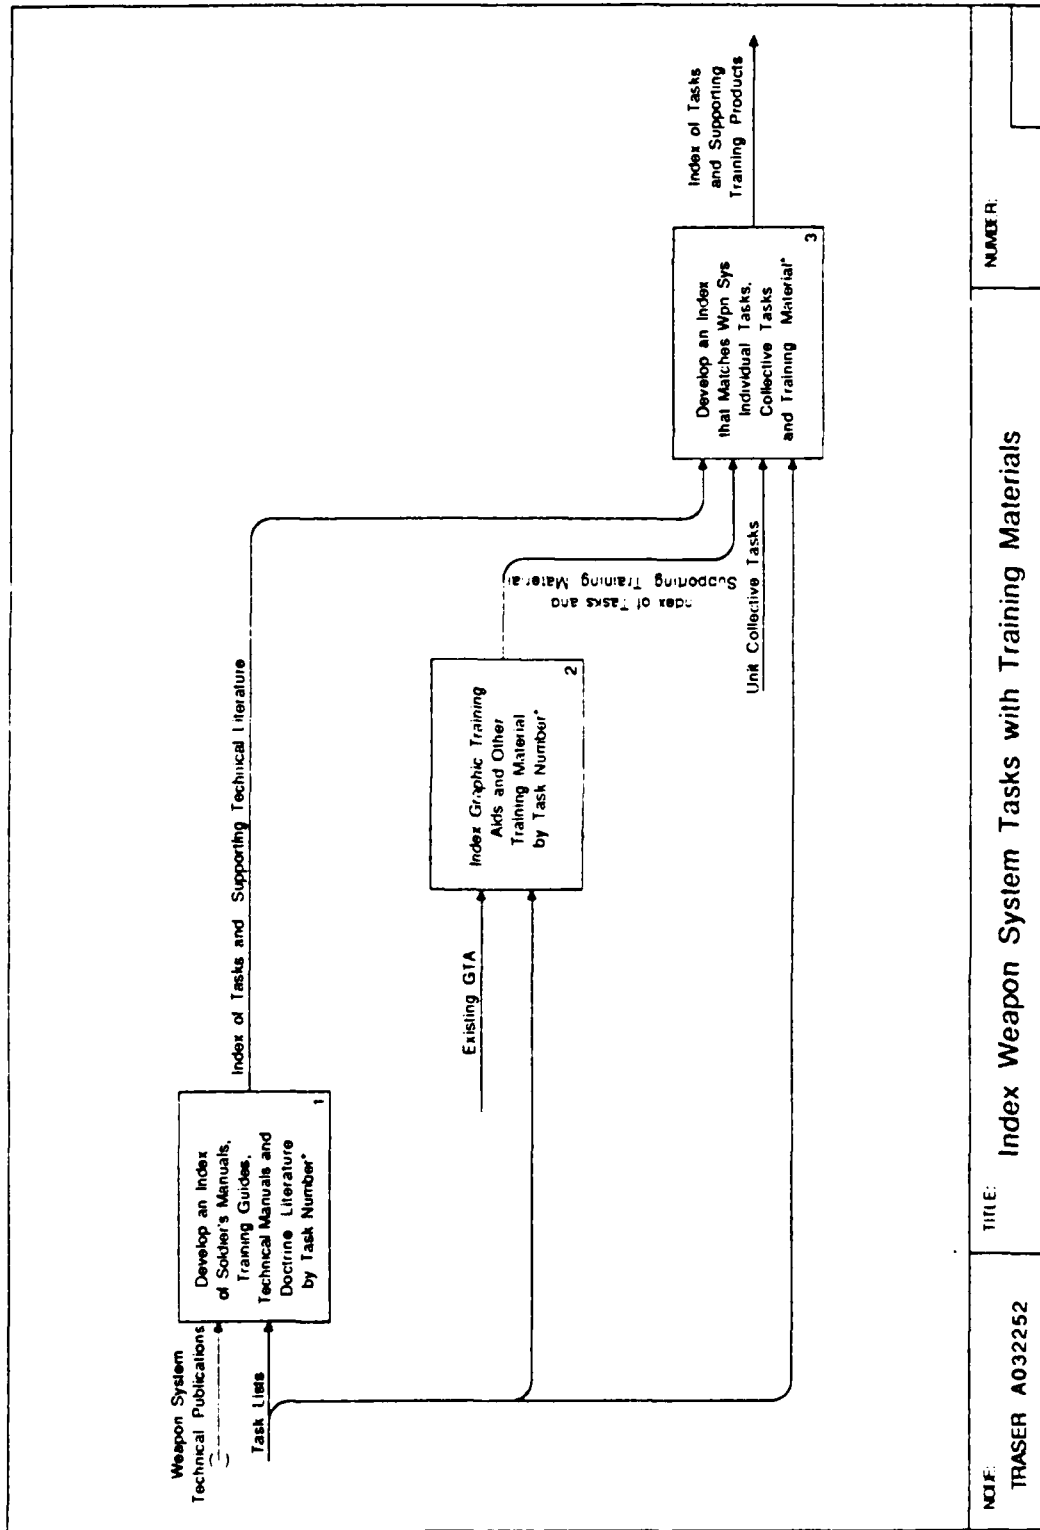 Weapon System
Technical Publications
Task Lists
Develop an Index
of Soldier's Manuals,
Training Guides,
Technical Manuals and
Doctrine Literature
by Task Number*
1
Index of Tasks and Supporting Technical Literature
Existing GTA
Index Graphic Training
Aids and Other
Training Material
by Task Number*
2
Index of Tasks and
Supporting Training Material
Unit Collective Tasks
Develop an Index
that Matches Wpn Sys
Individual Tasks,
Collective Tasks
and Training Material*
3
Index of Tasks
and Supporting
Training Products
NODE:
TRASER A032252
TITLE:
Index Weapon System Tasks with Training Materials
NUMBER: